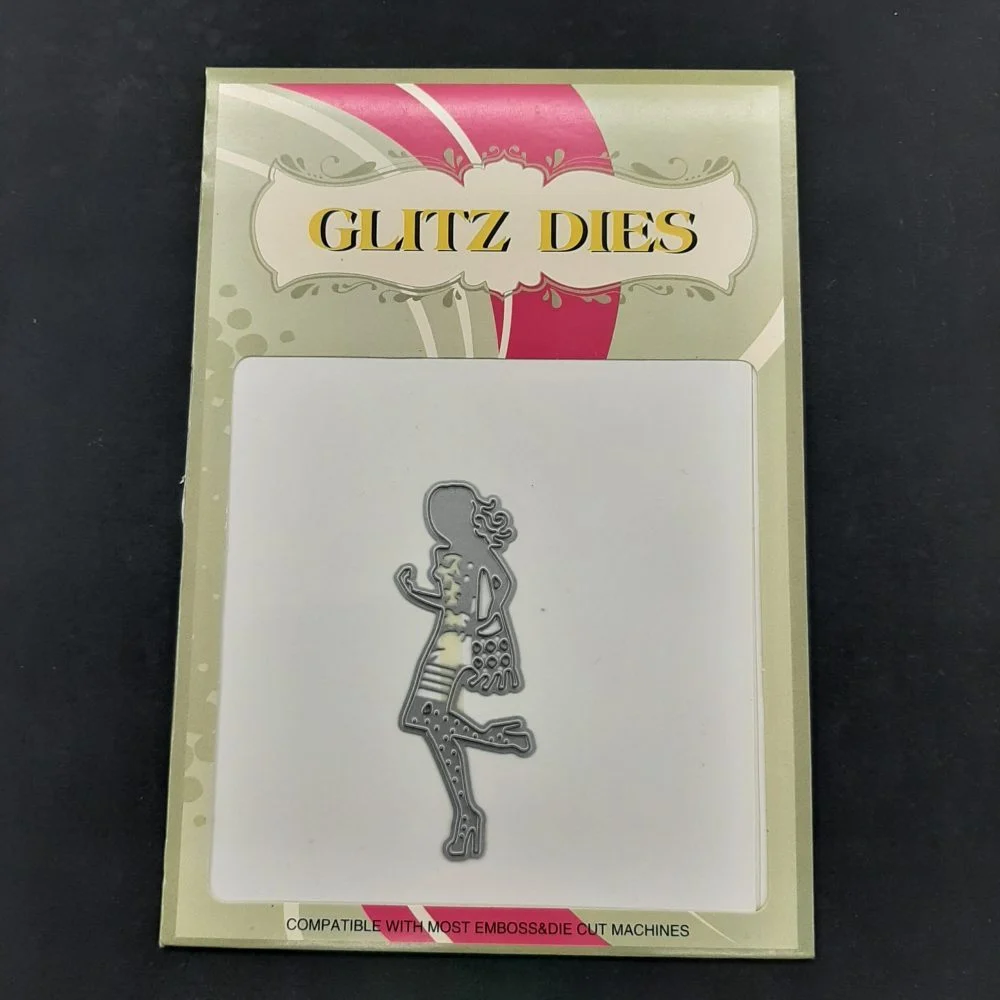 GLITZ DIES
COMPATIBLE WITH MOST EMBOSS&DIE CUT MACHINES